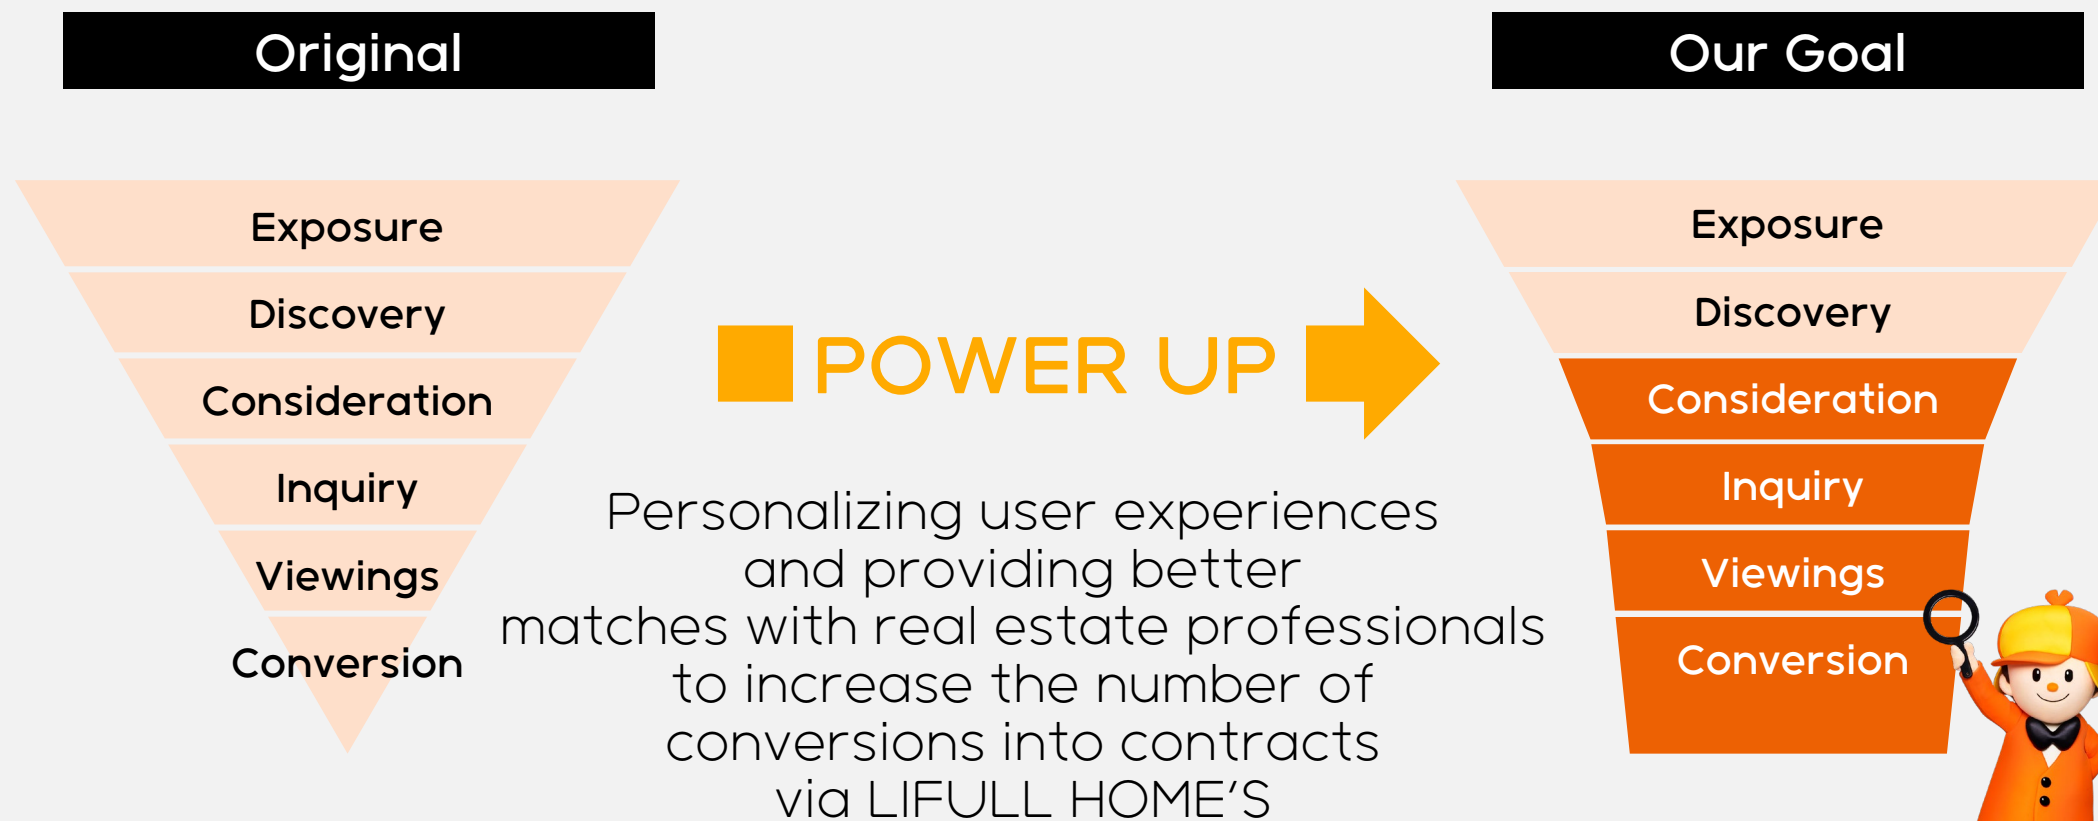 Original
Exposure
Discovery
Consideration
Inquiry
Viewings
Conversion
POWER UP
Personalizing user experiences
and providing better
matches with real estate professionals
to increase the number of
conversions into contracts
via LIFULL HOME'S
Our Goal
Exposure
Discovery
Consideration
Inquiry
Viewings
Conversion